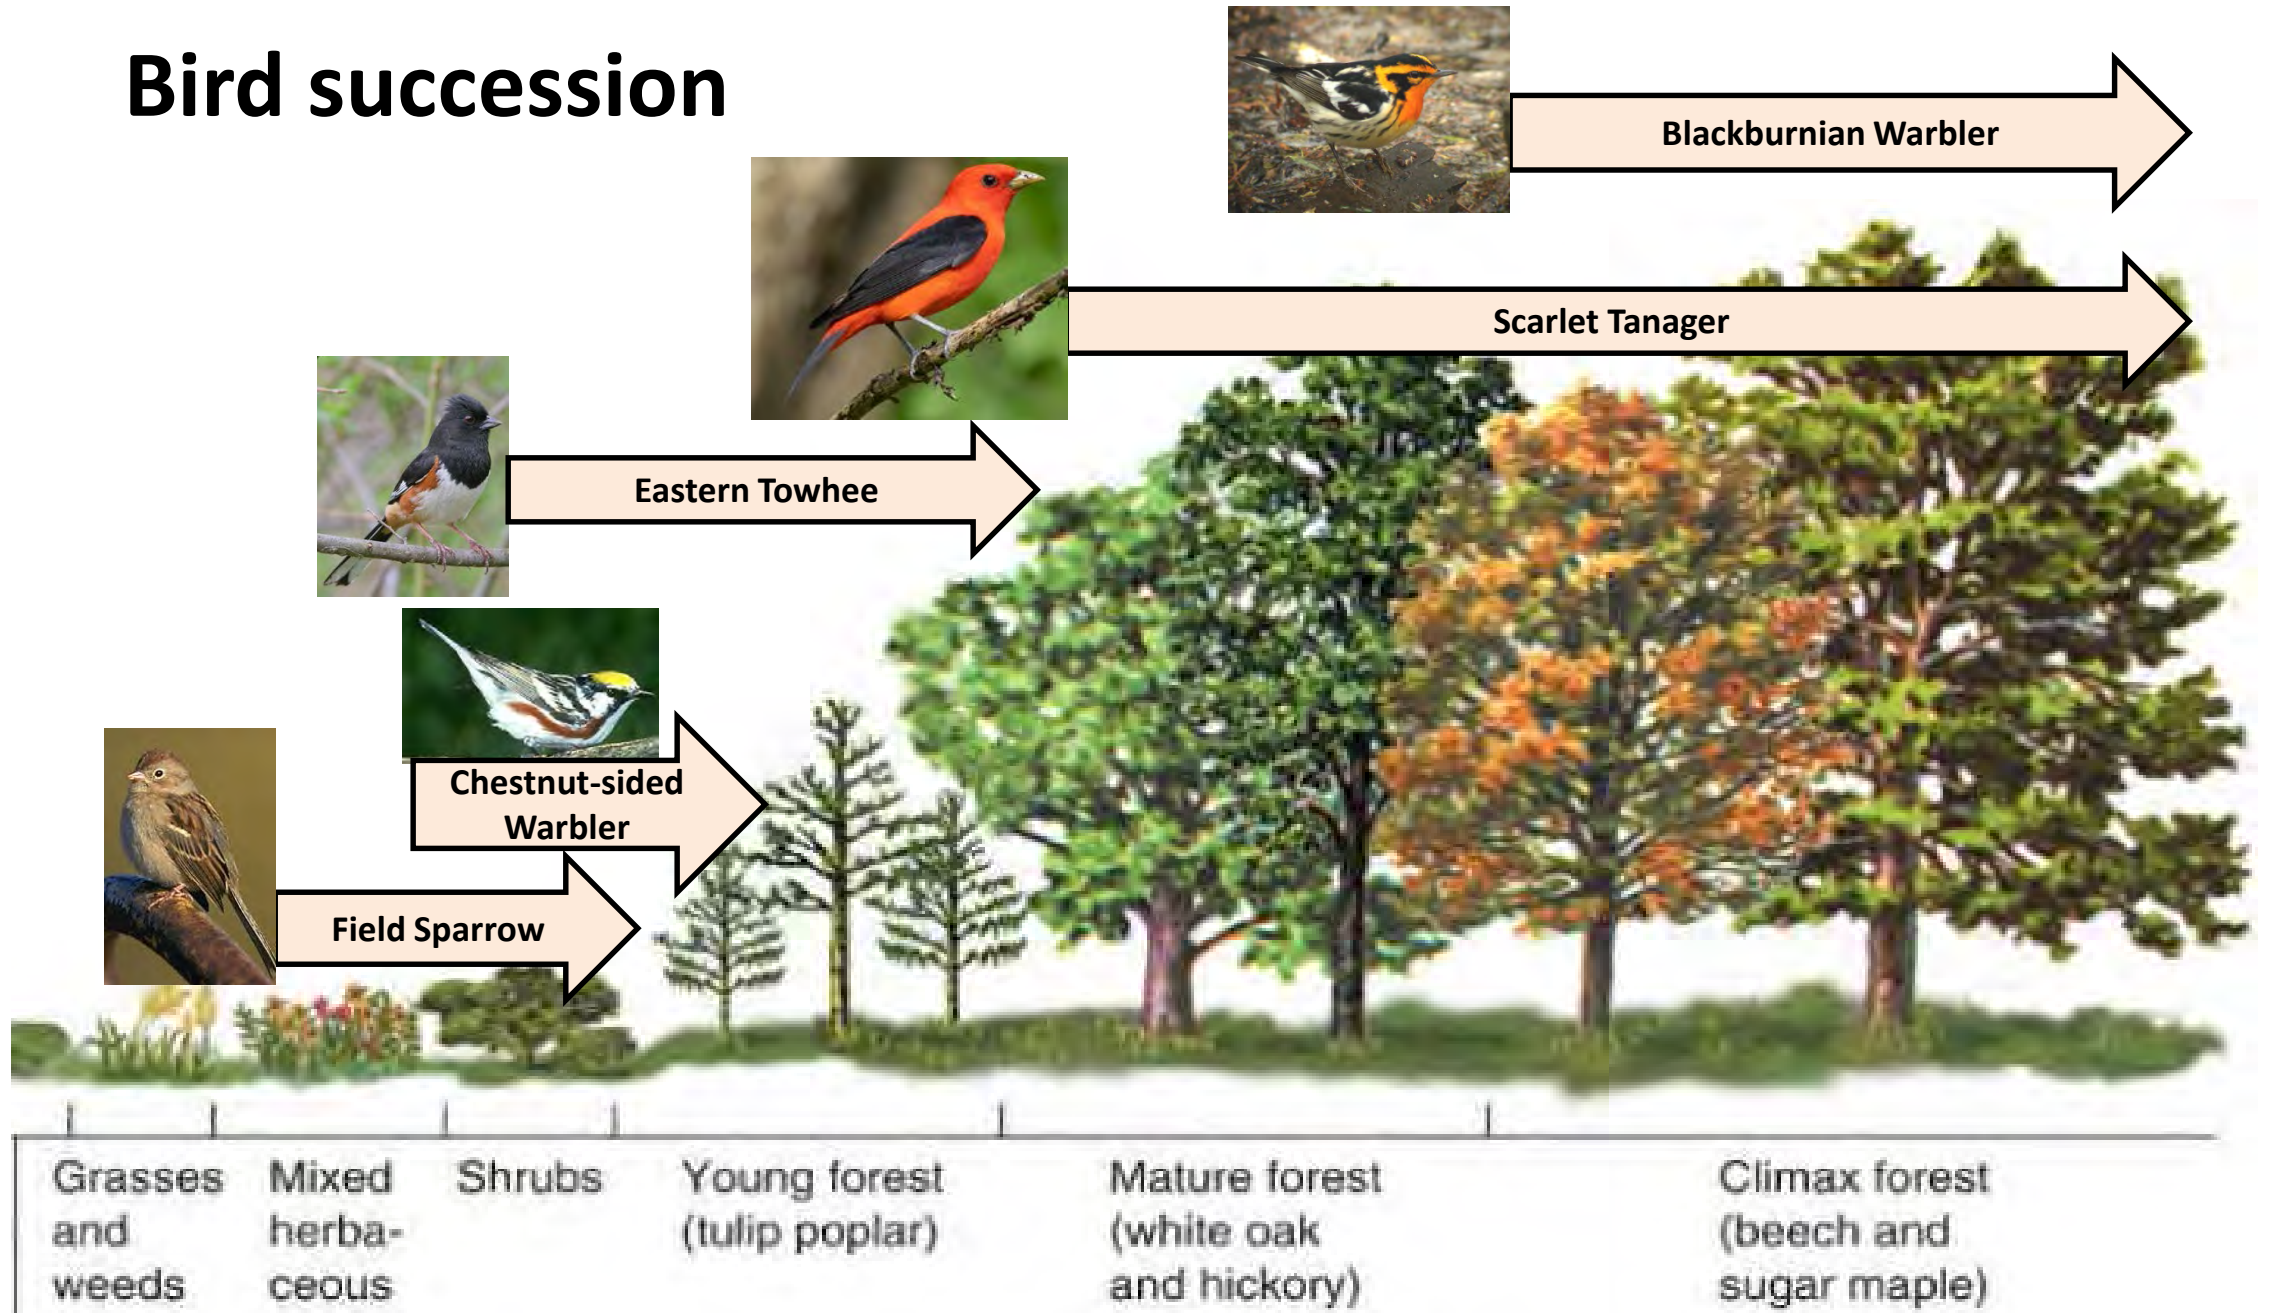 Bird succession
Blackburnian Warbler
Scarlet Tanager
Eastern Towhee
Chestnut-sided
Warbler
Field Sparrow
Grasses
and
weeds
Mixed
herba-
ceous
Shrubs
Young forest
(tulip poplar)
Mature forest
(white oak
and hickory)
Climax forest
(beech and
sugar maple)